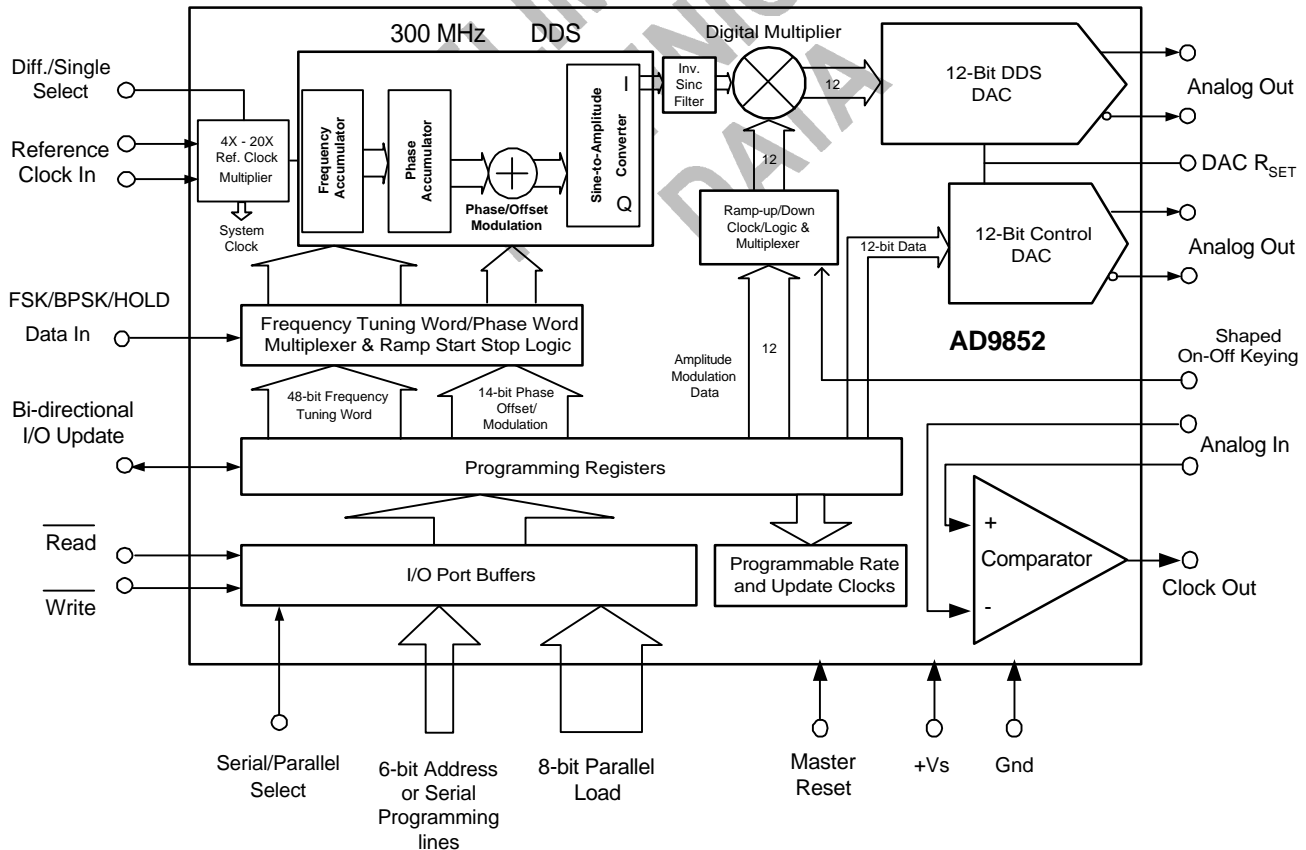 300 MHz DDS
Digital Multiplier
Diff./Single
Select
Reference
Clock In
4X - 20X
Ref. Clock
Multiplier
System
Clock
Frequency
Accumulator
Phase
Accumulator
Phase/Offset
Modulation
Sine-to-Amplitude
Converter
I
Q
Inv.
Sinc
Filter
12
12
12-Bit DDS
DAC
Analog Out
DAC RSET
Ramp-up/Down
Clock/Logic &
Multiplexer
12-bit Data
12-Bit Control
DAC
Analog Out
FSK/BPSK/HOLD
Data In
Frequency Tuning Word/Phase Word
Multiplexer & Ramp Start Stop Logic
AD9852
Shaped
On-Off Keying
Amplitude
Modulation
Data
12
48-bit Frequency
Tuning Word
14-bit Phase
Offset/
Modulation
Bi-directional
I/O Update
Programming Registers
Analog In
Read
Write
I/O Port Buffers
Programmable Rate
and Update Clocks
+
Comparator
-
Clock Out
Serial/Parallel
Select
6-bit Address
or Serial
Programming
lines
8-bit Parallel
Load
Master
Reset
+Vs
Gnd
DATA